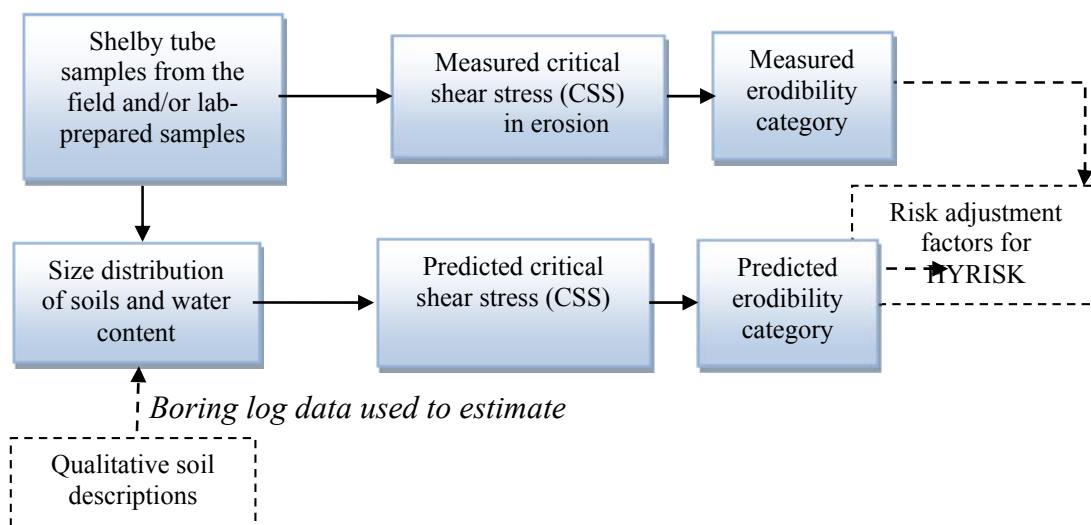 Shelby tube
samples from the
field and/or lab-
prepared samples
Measured critical
shear stress (CSS)
in erosion
Measured
erodibility
category
Risk adjustment
factors for
HYRISK
Size distribution
of soils and water
content
Predicted critical
shear stress (CSS)
Predicted
erodibility
category
Boring log data used to estimate
Qualitative soil
descriptions